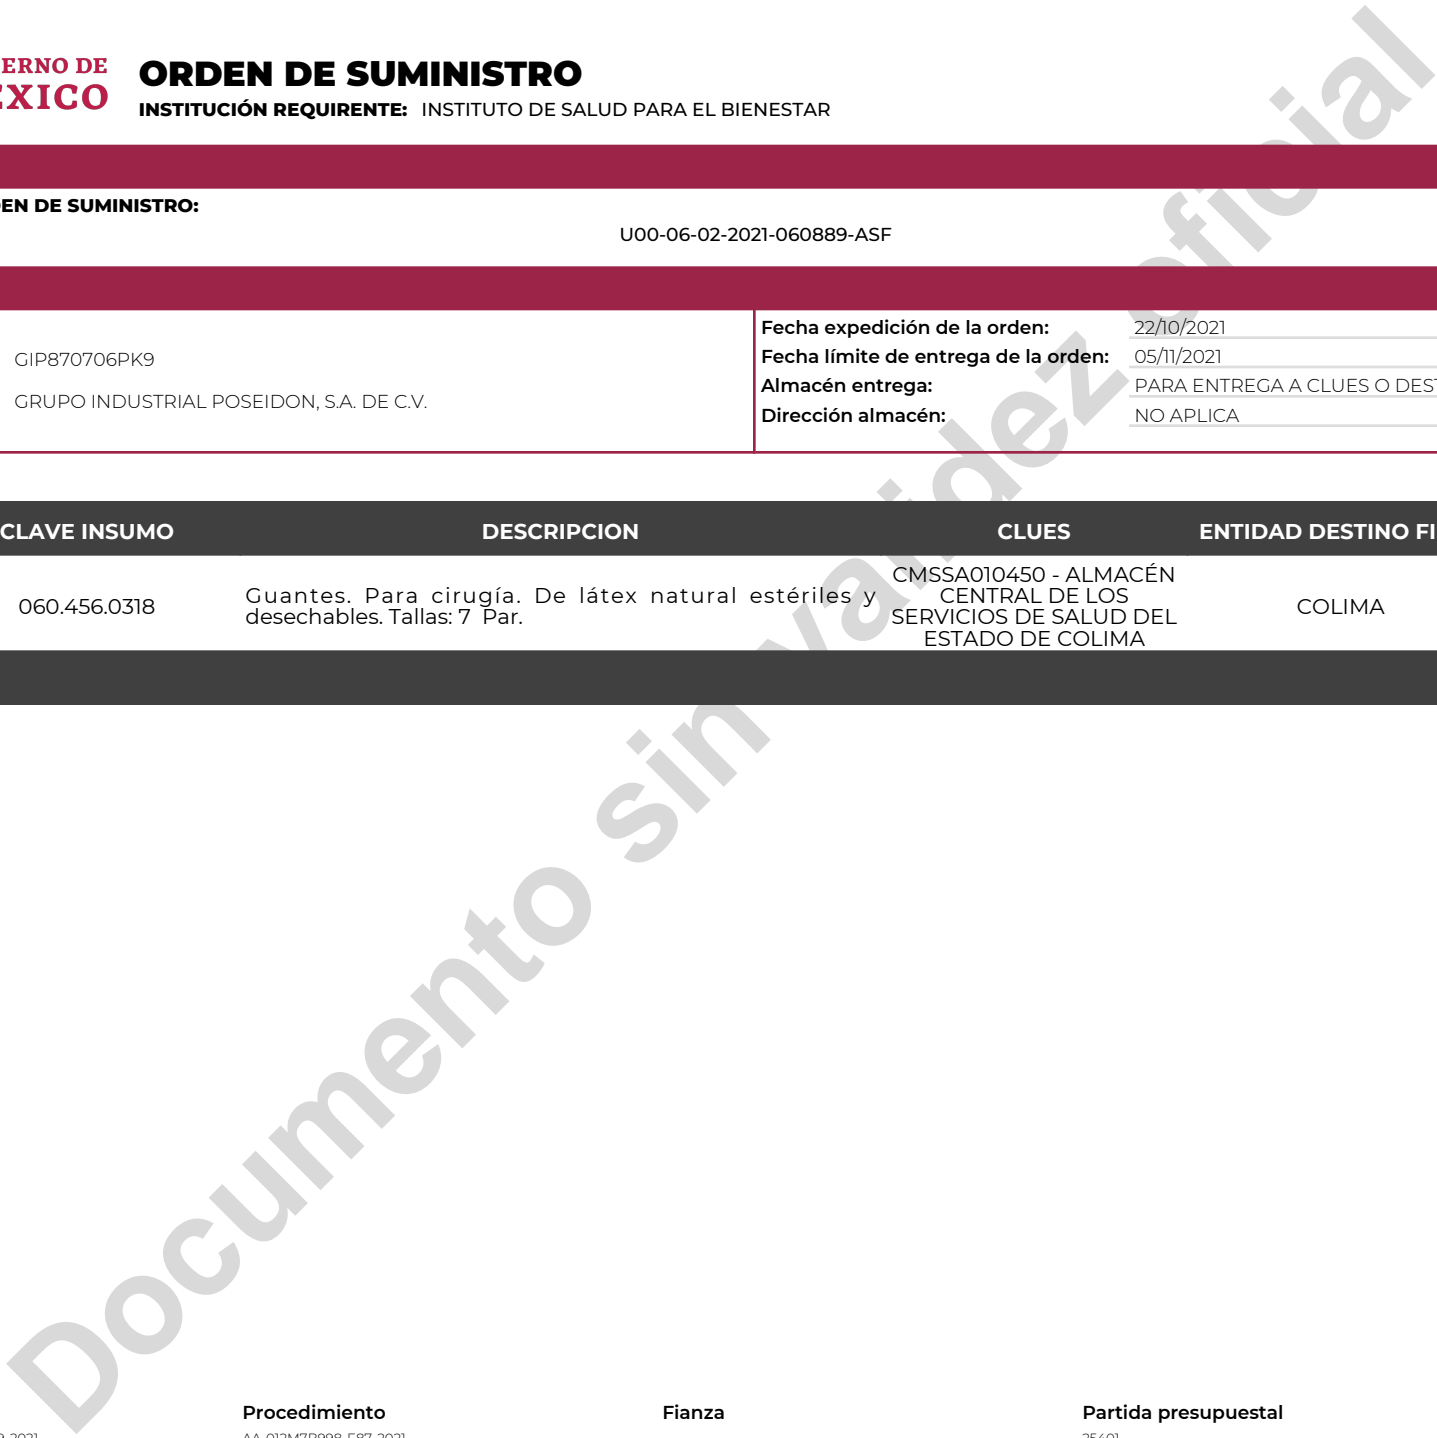 ERNO DE
EXICO
ORDEN DE SUMINISTRO
INSTITUCIÓN REQUIRENTE: INSTITUTO DE SALUD PARA EL BIENESTAR
EN DE SUMINISTRO:
U00-06-02-2021-060889-ASF
GIP870706PK9
GRUPO INDUSTRIAL POSEIDON, S.A. DE C.V.
Fecha expedición de la orden: 22/10/2021
Fecha límite de entrega de la orden: 05/11/2021
Almacén entrega: PARA ENTREGA A CLUES O DEST
Dirección almacén: NO APLICA
CLAVE INSUMO DESCRIPCION CLUES ENTIDAD DESTINO FI
060.456.0318
Guantes. Para cirugía. De látex natural estériles y
desechables. Tallas: 7 Par.
CMSSA010450 - ALMACÉN
CENTRAL DE LOS
SERVICIOS DE SALUD DEL
ESTADO DE COLIMA
COLIMA
Documento sin validez oficial
Procedimiento Fianza Partida presupuestal